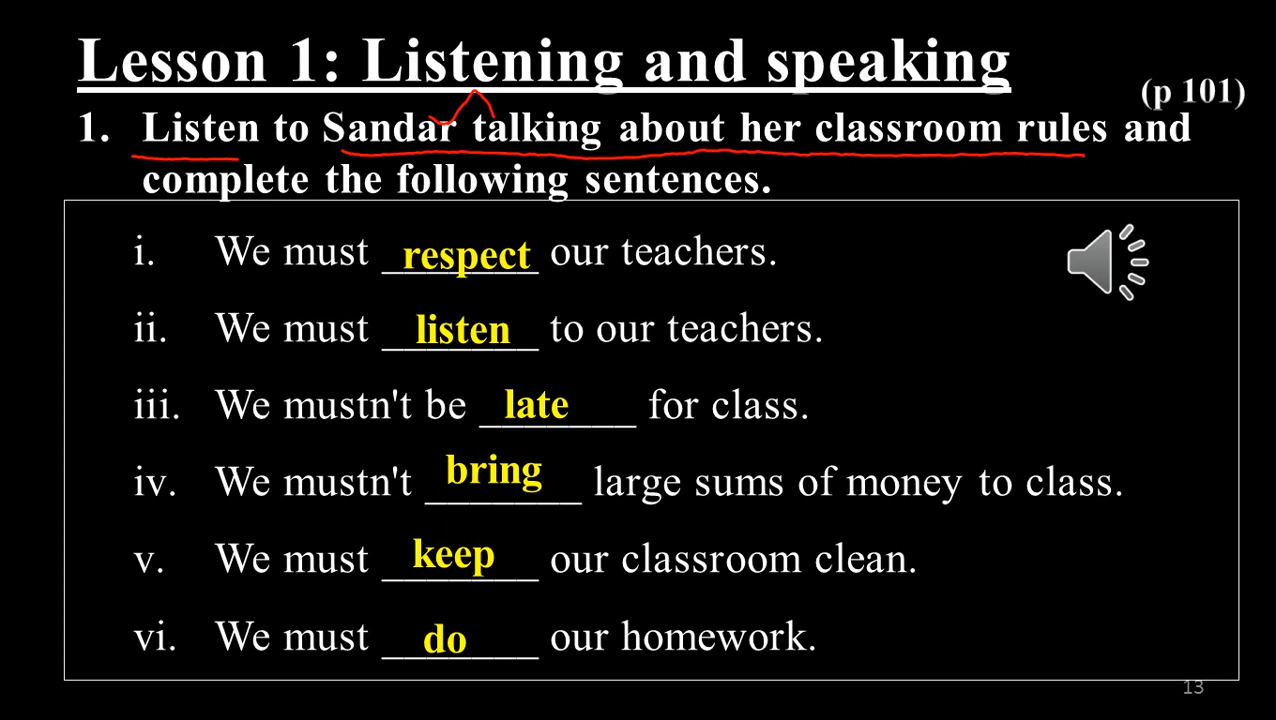 Lesson 1: Listening and speaking
(p 101)
1. Listen to Sandar talking about her classroom rules and
complete the following sentences.
i. We must respect our teachers.
ii. We must listen to our teachers.
iii. We mustn't be late for class.
iv. We mustn't bring large sums of money to class.
v. We must keep our classroom clean.
vi. We must do our homework.
13